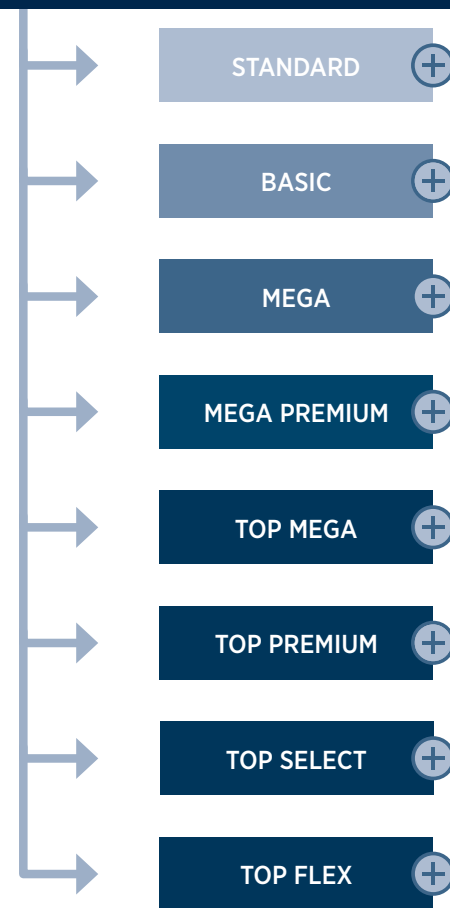 STANDARD
BASIC
MEGA
MEGA PREMIUM
TOP MEGA
TOP PREMIUM
TOP SELECT
TOP FLEX